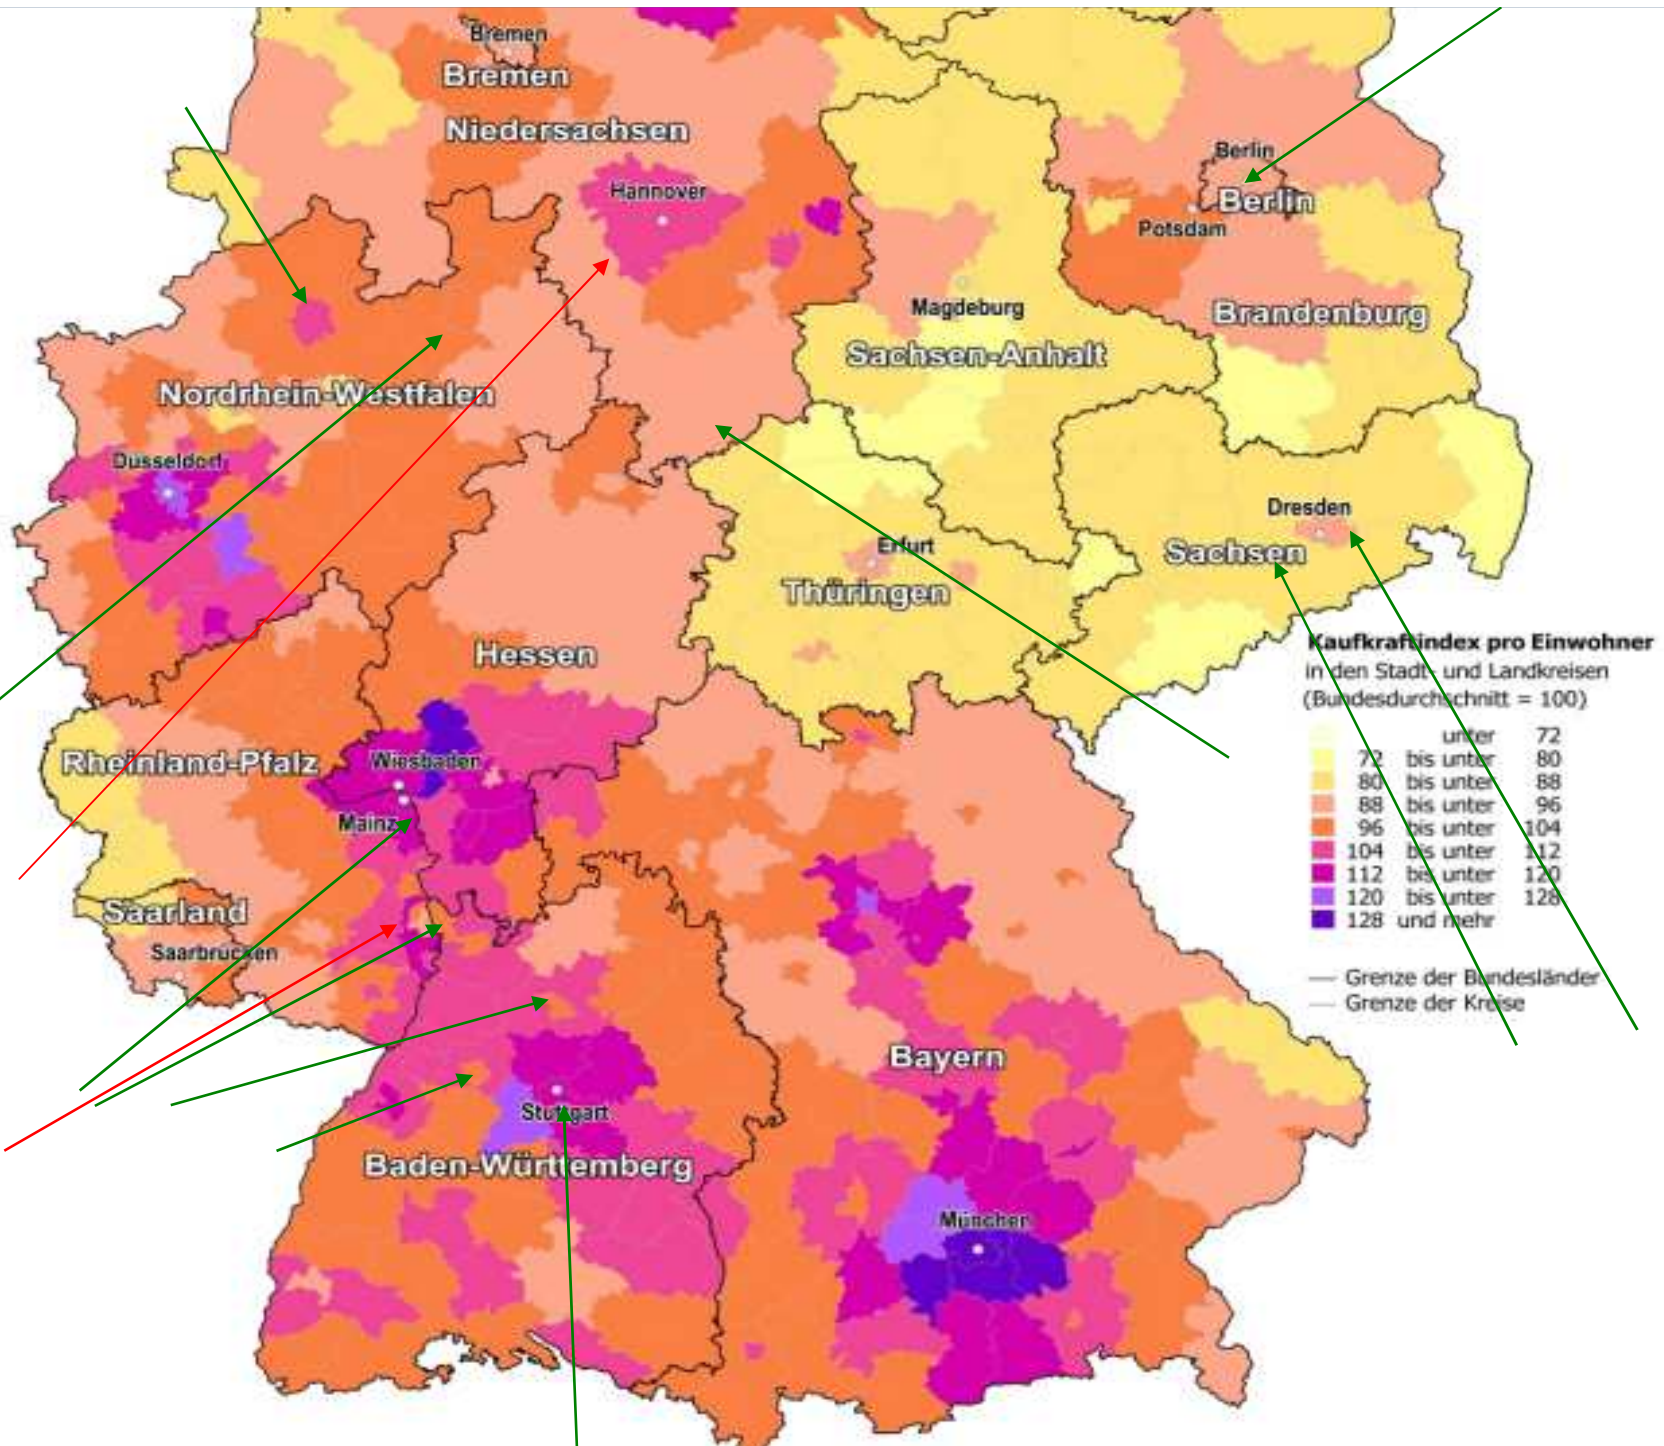 Bremen
Bremen
Niedersachsen
Hannover
Berlin
Berlin
Potsdam
Magdeburg
Brandenburg
Sachsen-Anhalt
Nordrhein-Westfalen
Düsseldorf
Dresden
Erfurt
Sachsen
Thüringen
Hessen
Kaufkraftindex pro Einwohner
in den Stadt- und Landkreisen
(Bundesdurchschnitt = 100)
unter 72
72 bis unter 80
80 bis unter 88
88 bis unter 96
96 bis unter 104
104 bis unter 112
112 bis unter 120
120 bis unter 128
128 und mehr
Grenze der Bundesländer
Grenze der Kreise
Rheinland-Pfalz
Wiesbaden
Mainz
Saarland
Saarbrücken
Bayern
Stuttgart
Baden-Württemberg
München